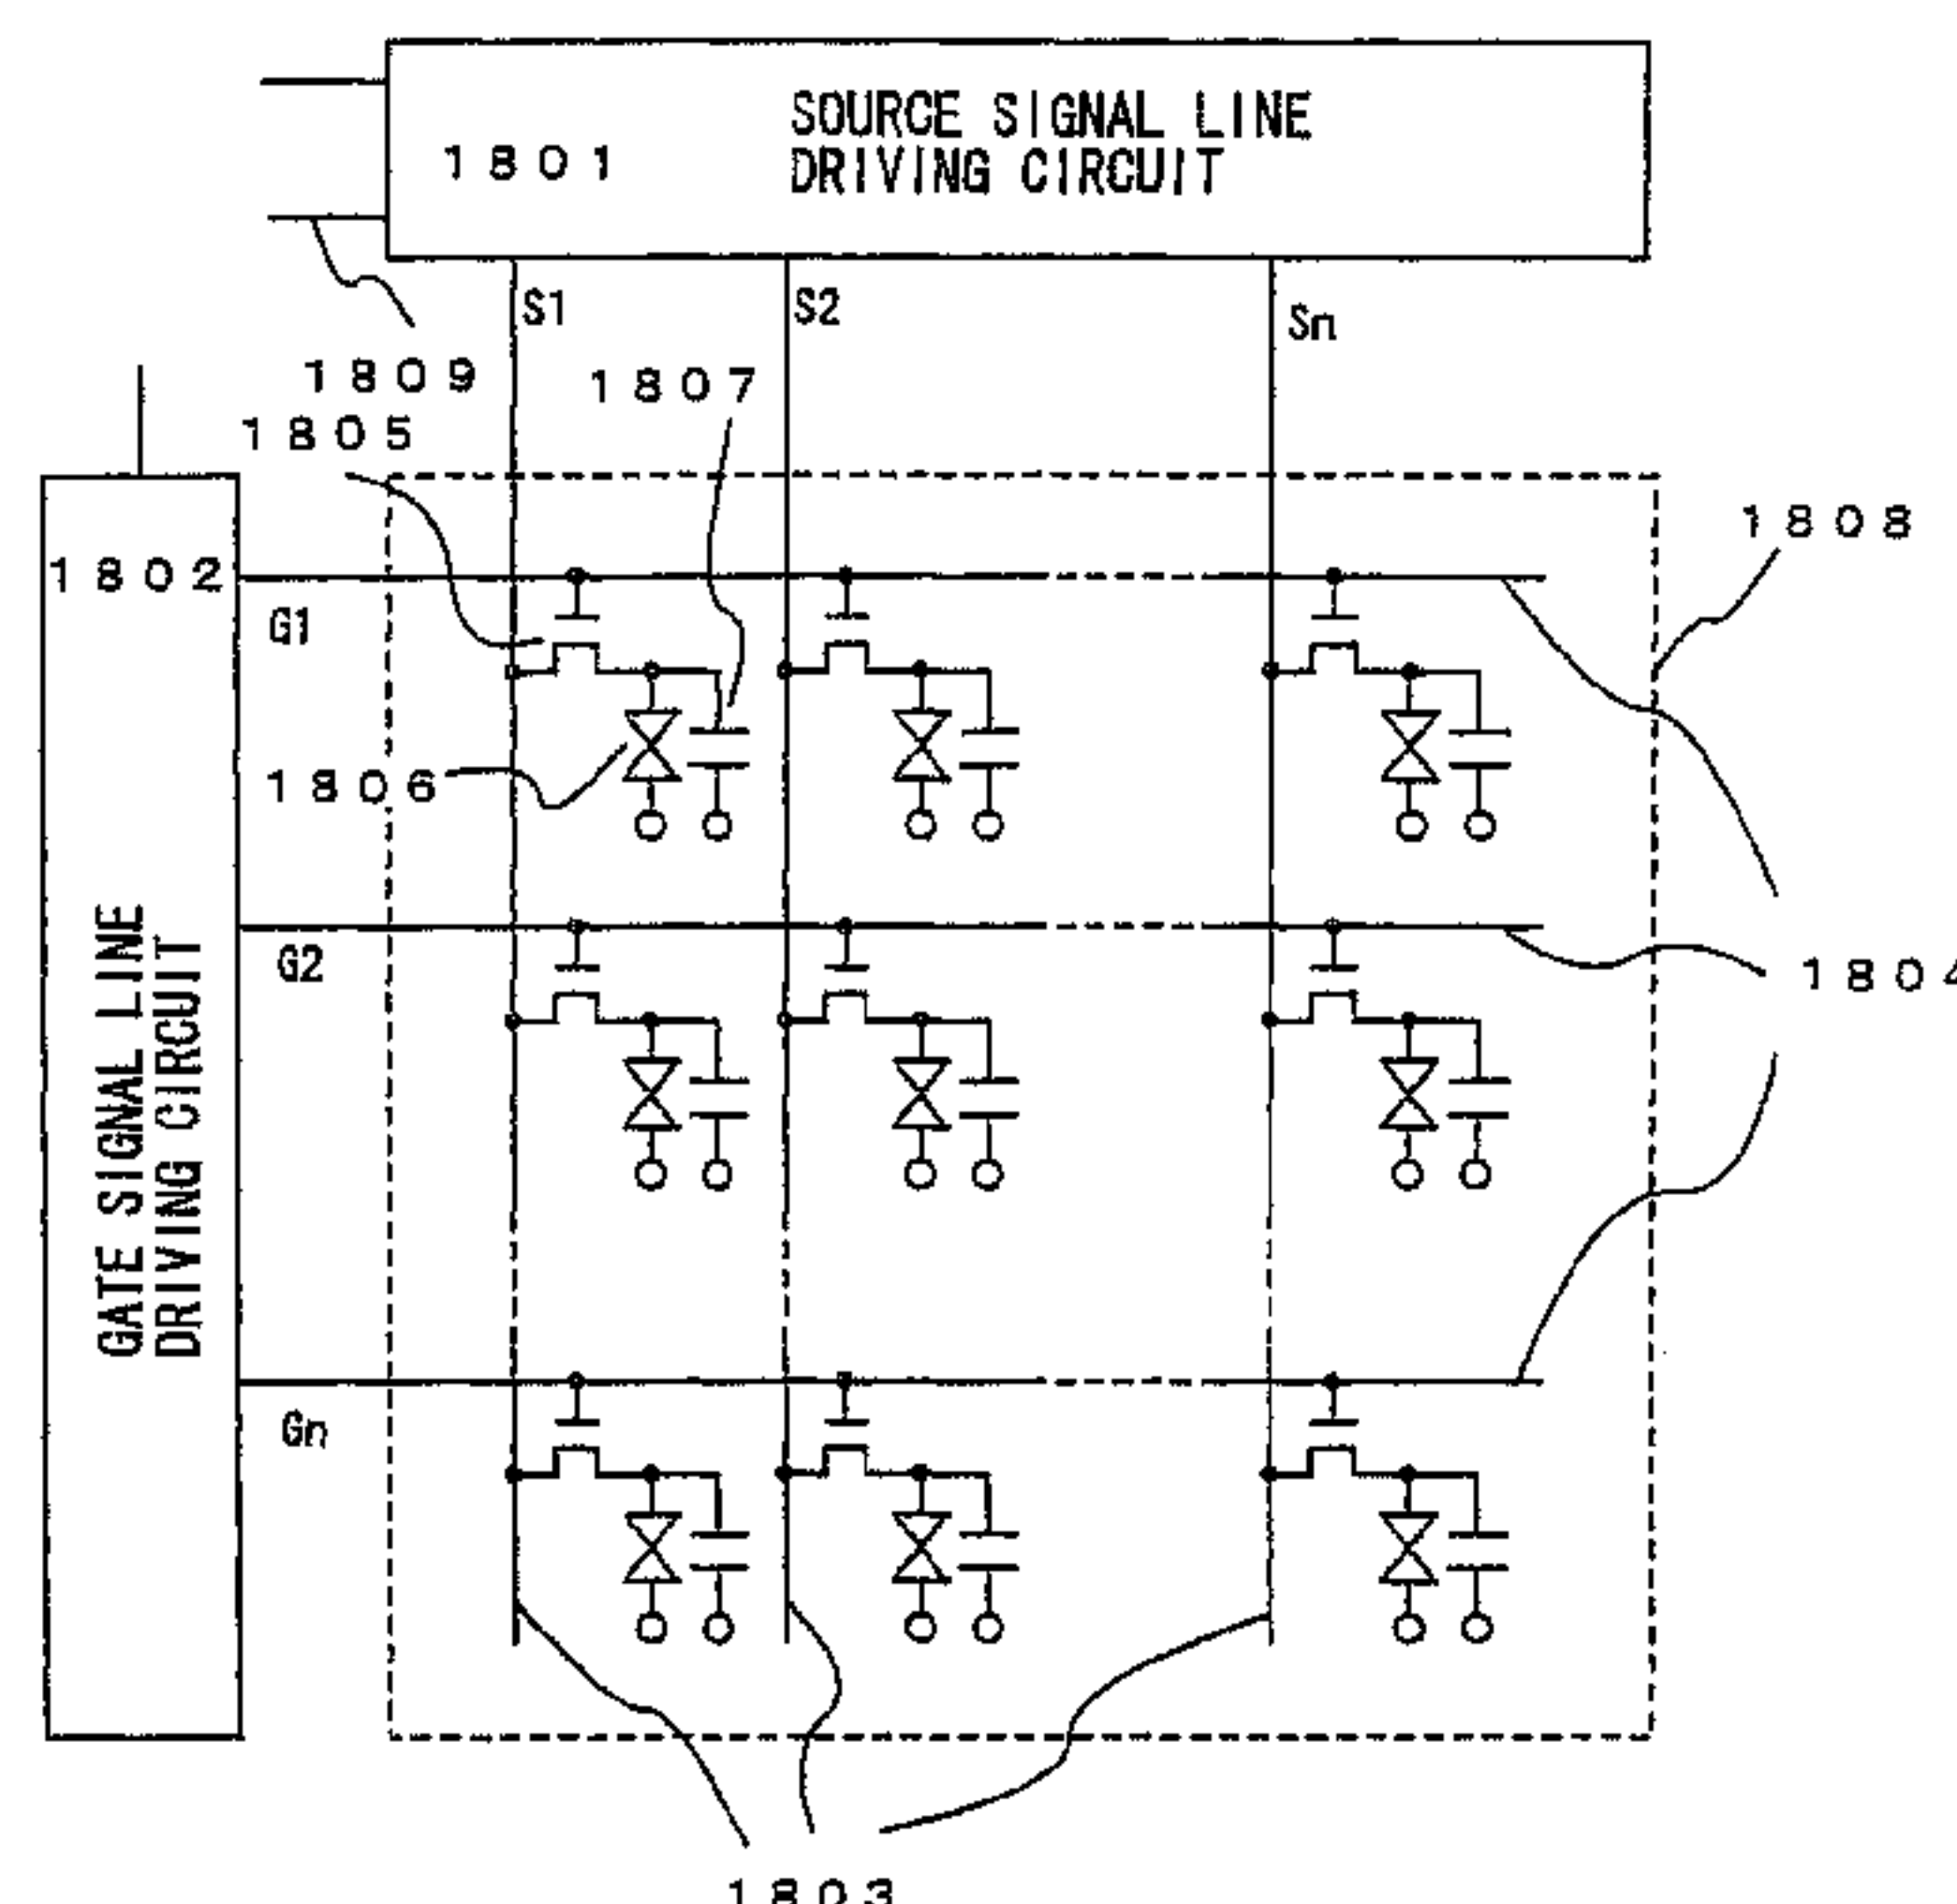 SOURCE SIGNAL LINE
DRIVING CIRCUIT
1801
S1
S2
Sn
1809
1807
1805
1808
1802
G1
1806
GATE SIGNAL LINE
DRIVING CIRCUIT
G2
1804
Gn
1803